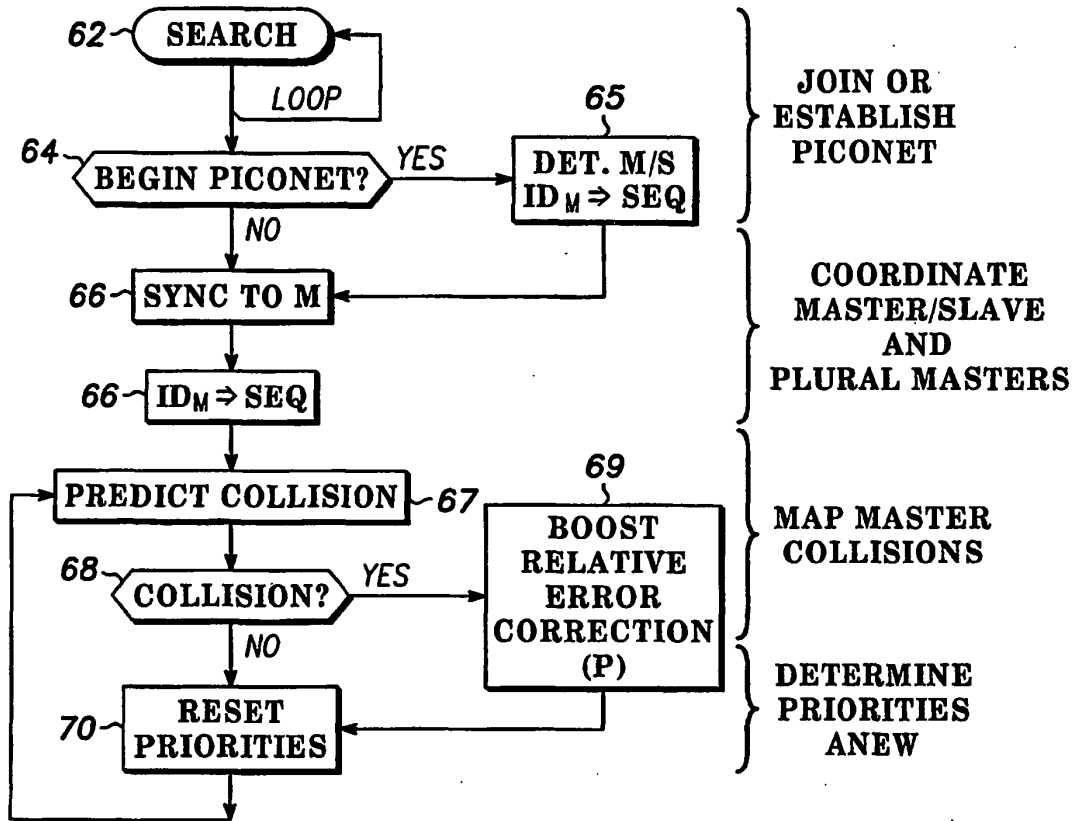 62
SEARCH
LOOP
64
BEGIN PICONET?
YES
NO
65
DET. M/S
ID_M ⇒ SEQ
JOIN OR
ESTABLISH
PICONET
66
SYNC TO M
66
ID_M ⇒ SEQ
COORDINATE
MASTER/SLAVE
AND
PLURAL MASTERS
PREDICT COLLISION
67
68
COLLISION?
YES
NO
69
BOOST
RELATIVE
ERROR
CORRECTION
(P)
MAP MASTER
COLLISIONS
70
RESET
PRIORITIES
DETERMINE
PRIORITIES
ANEW